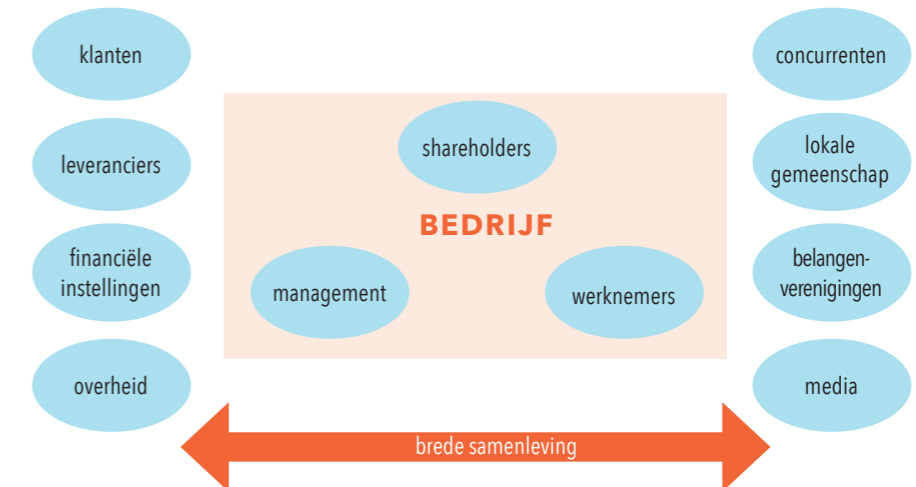 klanten
leveranciers
financiële
instellingen
overheid
shareholders
BEDRIJF
management
werknemers
concurrenten
lokale
gemeenschap
belangen-
verenigingen
media
brede samenleving